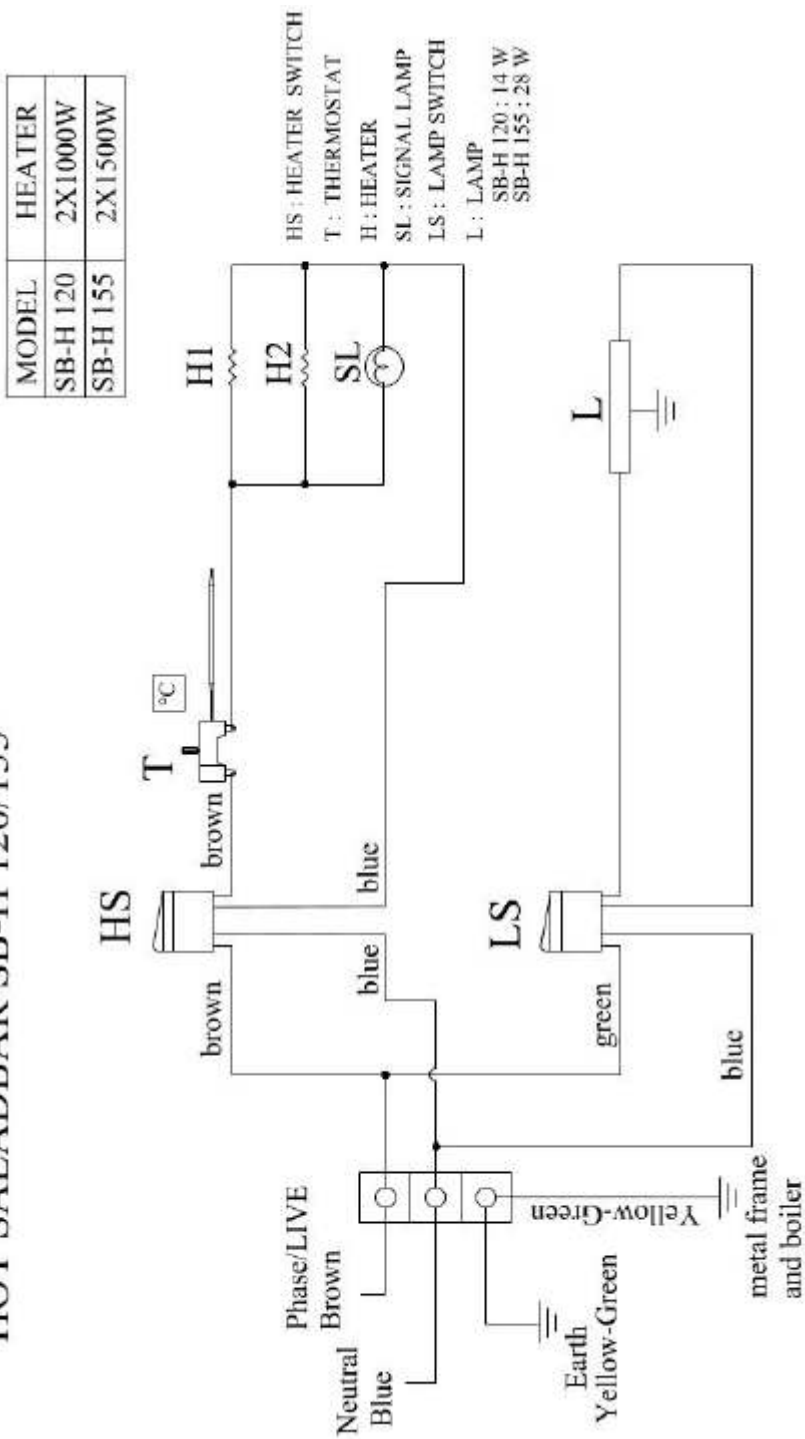 MODEL HEATER
SB-H 120 2X1000W
SB-H 155 2X1500W
HS
T
°C
brown
brown
blue
blue
H1
H2
SL
HS : HEATER SWITCH
T : THERMOSTAT
H : HEATER
SL : SIGNAL LAMP
LS : LAMP SWITCH
L : LAMP
SB-H 120 : 14 W
SB-H 155 : 28 W
Phase/LIVE
Brown
Neutral
Blue
Earth
Yellow-Green
Yellow-Green
metal frame
and boiler
LS
green
blue
L